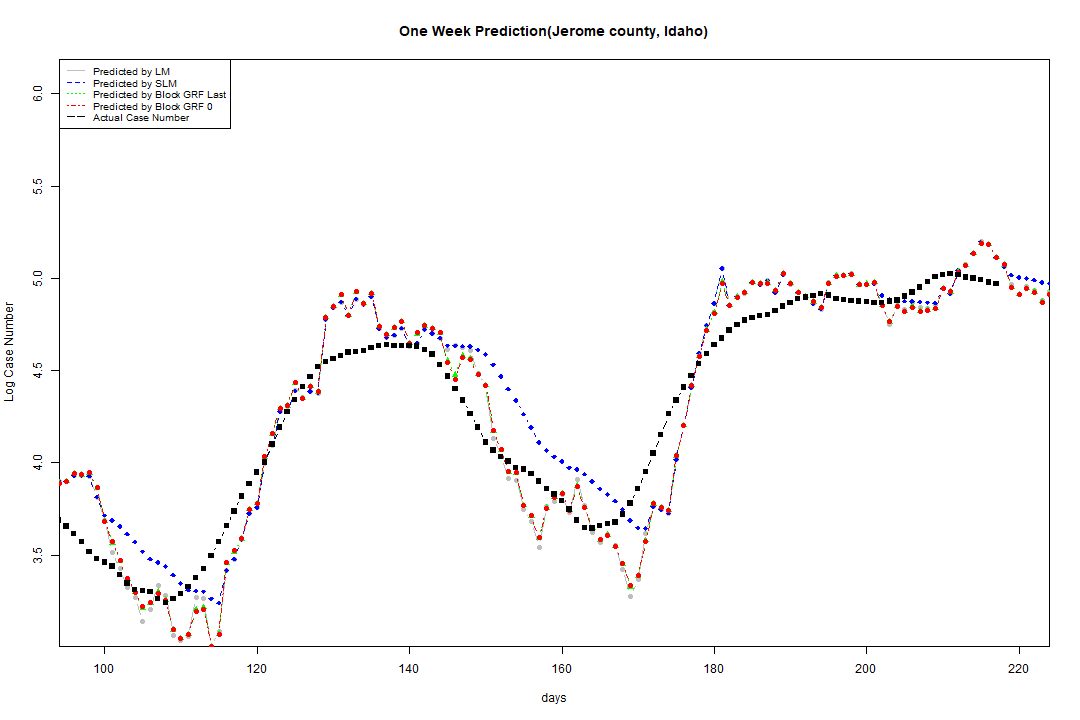 One Week Prediction(Jerome county, Idaho)
Predicted by LM
Predicted by SLM
Predicted by Block GRF Last
Predicted by Block GRF 0
Actual Case Number
6.0
5.5
5.0
4.5
4.0
3.5
Log Case Number
100 120 140 160 180 200 220
days